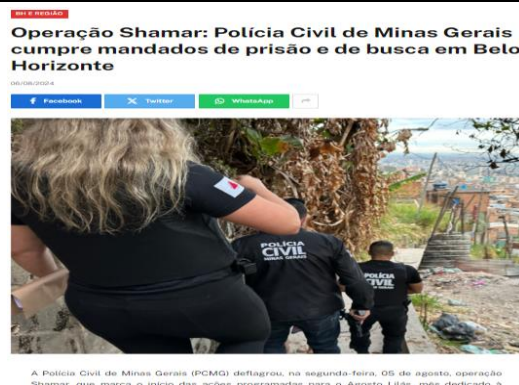 BH E REGIÃO
Operação Shamar: Polícia Civil de Minas Gerais
cumpre mandados de prisão e de busca em Belo
Horizonte
06/08/2024
Facebook
Twitter
WhatsApp
POLÍCIA
CIVIL
MINAS GERAIS
POLÍCIA
CIVIL
A Polícia Civil de Minas Gerais (PCMG) deflagrou, na segunda-feira, 05 de agosto, operação
Shamar, que marca o início das ações programadas para o Agosto Lilás, mês dedicado à